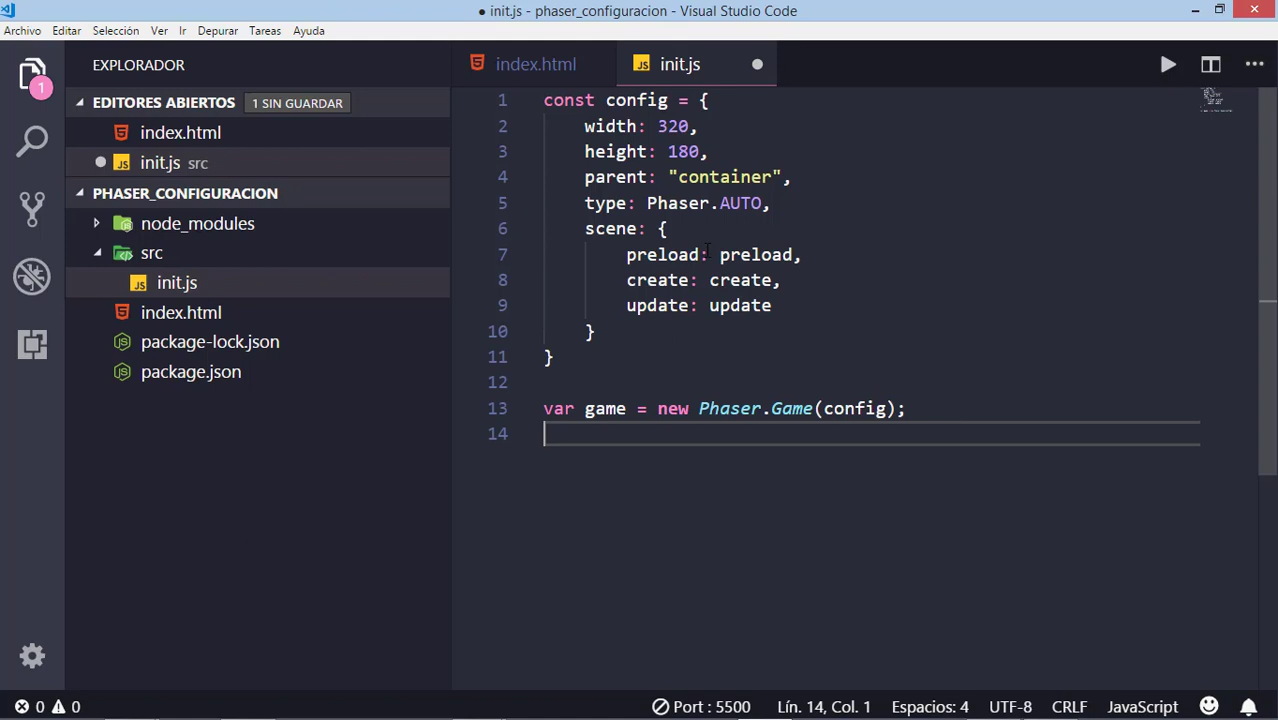 ● init.js - phaser_configuracion - Visual Studio Code
Archivo Editar Selección Ver Ir Depurar Tareas Ayuda
EXPLORADOR
EDITORES ABIERTOS 1 SIN GUARDAR
index.html
init.js src
PHASER_CONFIGURACION
node_modules
src
init.js
index.html
package-lock.json
package.json
1
index.html init.js
1 const config = {
2 width: 320,
3 height: 180,
4 parent: "container",
5 type: Phaser.AUTO,
6 scene: {
7 preload: preload,
8 create: create,
9 update: update
10 }
11 }
12
13 var game = new Phaser.Game(config);
14
0 0 Port : 5500 Lín. 14, Col. 1 Espacios: 4 UTF-8 CRLF JavaScript